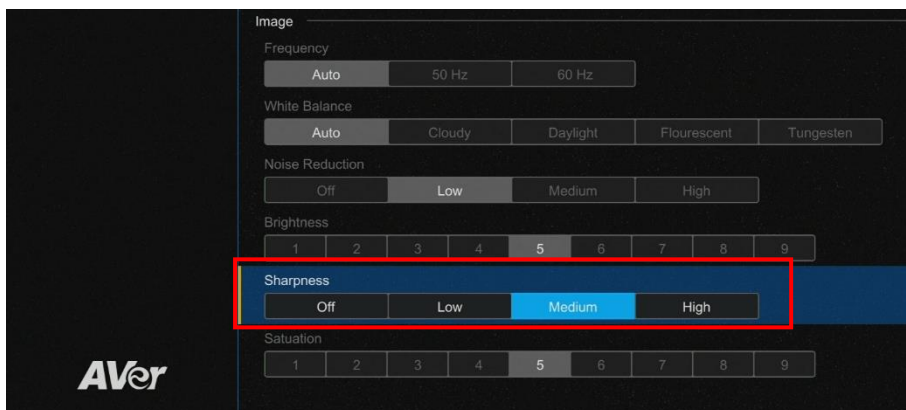 Image
Frequency
Auto 50 Hz 60 Hz
White Balance
Auto Cloudy Daylight Flourescent Tungesten
Noise Reduction
Off Low Medium High
Brightness
1 2 3 4 5 6 7 8 9
Sharpness
Off Low Medium High
Satuation
1 2 3 4 5 6 7 8 9
AVer